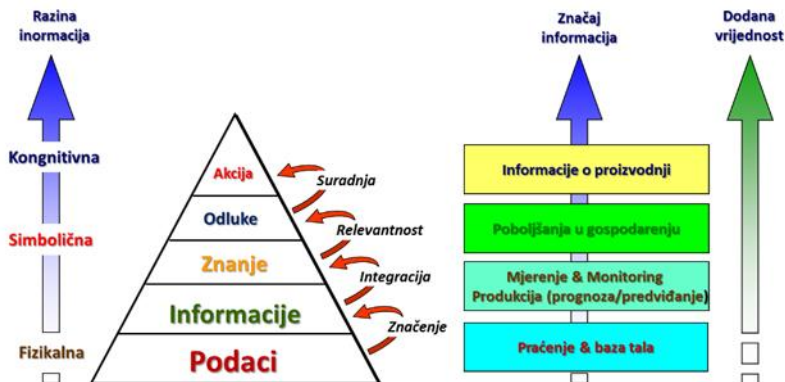 Razina
inormacija
Kongnitivna
Simbolična
Fizikalna
Akcija
Odluke
Znanje
Informacije
Podaci
Suradnja
Relevantnost
Integracija
Značenje
Značaj
informacija
Informacije o proizvodnji
Poboljšanja u gospodarenju
Mjerenje & Monitoring
Produkcija (prognoza/predviđanje)
Praćenje & baza tala
Dodana
vrijednost